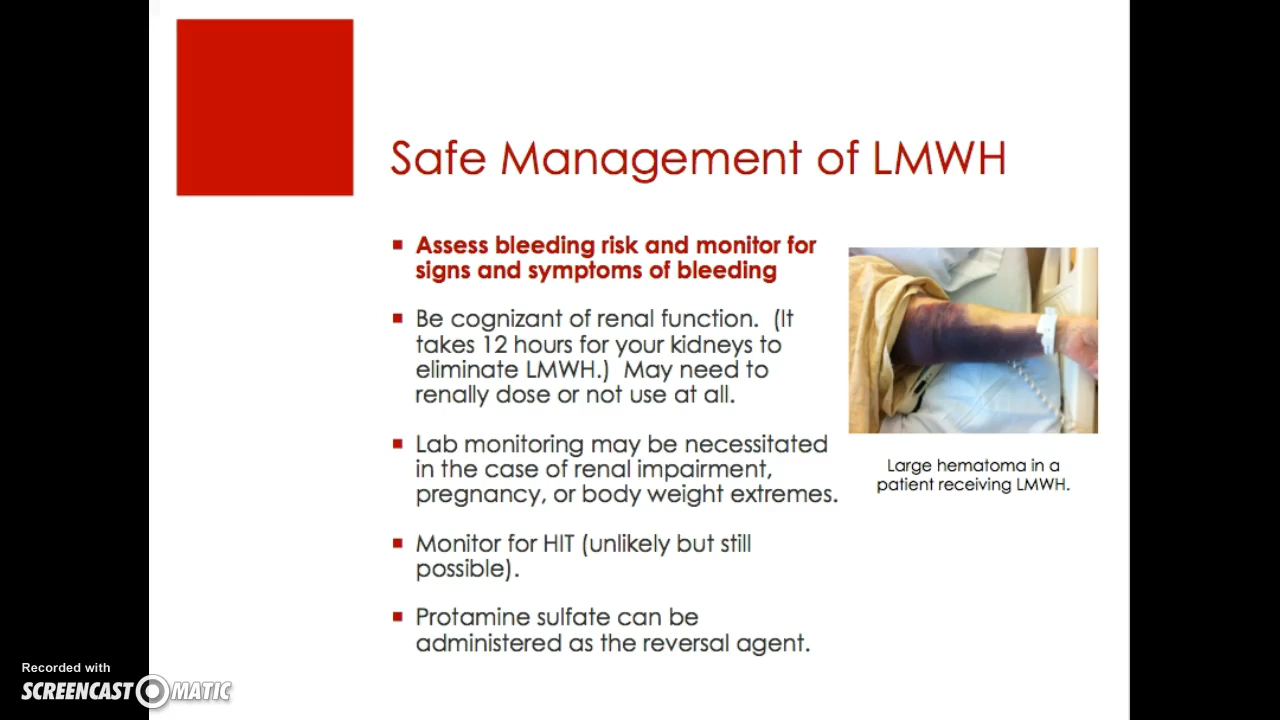 Safe Management of LMWH
Assess bleeding risk and monitor for
signs and symptoms of bleeding
Be cognizant of renal function.  (It
takes 12 hours for your kidneys to
eliminate LMWH.)  May need to
renally dose or not use at all.
Lab monitoring may be necessitated
in the case of renal impairment,
pregnancy, or body weight extremes.
Monitor for HIT (unlikely but still
possible).
Protamine sulfate can be
administered as the reversal agent.
Large hematoma in a
patient receiving LMWH.
Recorded with
SCREENCAST MATIC